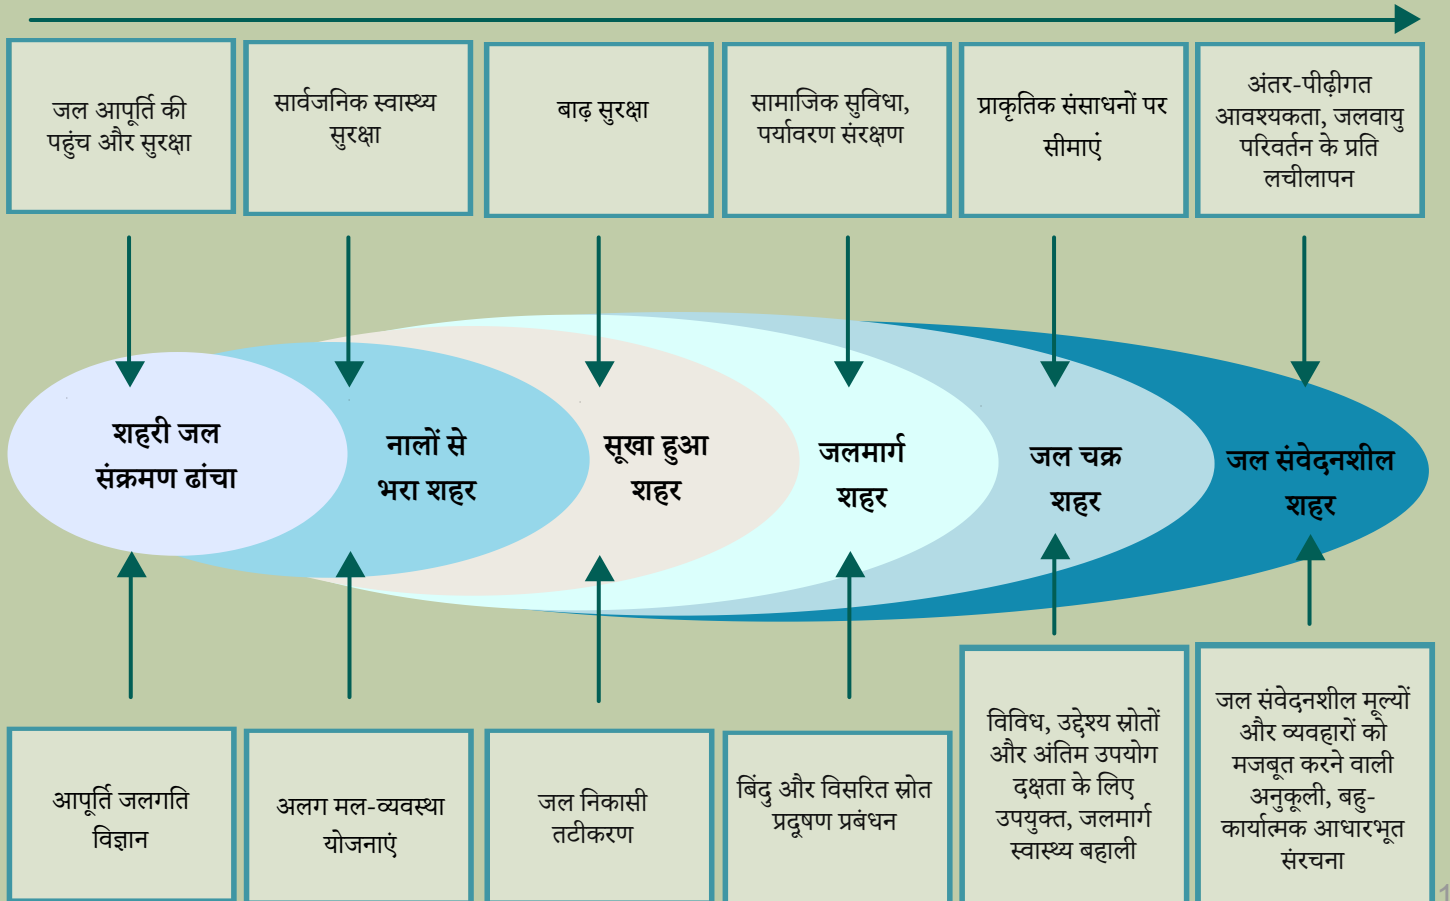 जल आपूर्ति की
पहुंच और सुरक्षा
सार्वजनिक स्वास्थ्य
सुरक्षा
बाढ़ सुरक्षा
सामाजिक सुविधा,
पर्यावरण संरक्षण
प्राकृतिक संसाधनों पर
सीमाएं
अंतर-पीढ़ीगत
आवश्यकता, जलवायु
परिवर्तन के प्रति
लचीलापन
शहरी जल
संक्रमण ढांचा
नालों से
भरा शहर
सूखा हुआ
शहर
जलमार्ग
शहर
जल चक्र
शहर
जल संवेदनशील
शहर
आपूर्ति जलगति
विज्ञान
अलग मल-व्यवस्था
योजनाएं
जल निकासी
तटीकरण
बिंदु और विसरित स्रोत
प्रदूषण प्रबंधन
विविध, उद्देश्य स्रोतों
और अंतिम उपयोग
दक्षता के लिए
उपयुक्त, जलमार्ग
स्वास्थ्य बहाली
जल संवेदनशील मूल्यों
और व्यवहारों को
मजबूत करने वाली
अनुकूली, बहु-
कार्यात्मक आधारभूत
संरचना
1